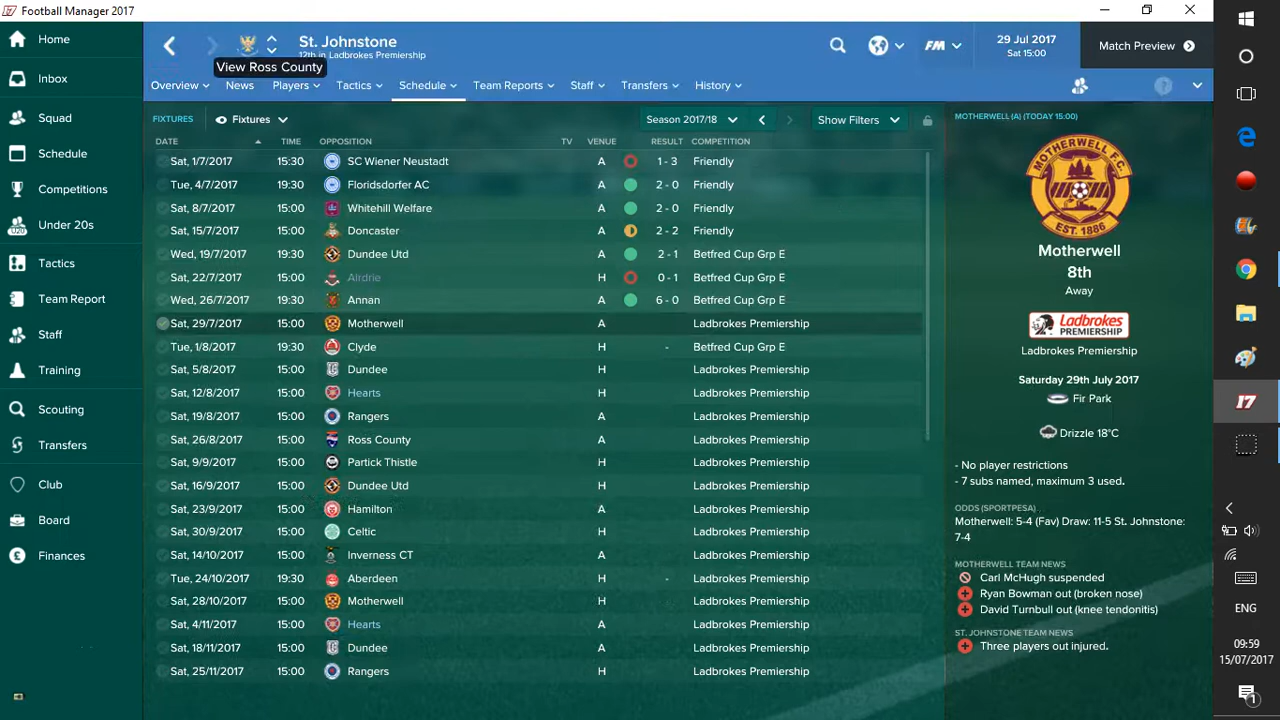 Football Manager 2017
Home
Inbox
Squad
Schedule
Competitions
Under 20s
Tactics
Team Report
Staff
Training
Scouting
Transfers
Club
Board
Finances
St. Johnstone
12th in Ladbrokes Premiership
View Ross County
FM
29 Jul 2017
Sat 15:00
Match Preview
Overview News Players Tactics Schedule Team Reports Staff Transfers History
FIXTURES Fixtures Season 2017/18 Show Filters
DATE TIME OPPOSITION TV VENUE RESULT COMPETITION
Sat, 1/7/2017 15:30 SC Wiener Neustadt A 1 - 3 Friendly
Tue, 4/7/2017 19:30 Floridsdorfer AC A 2 - 0 Friendly
Sat, 8/7/2017 15:00 Whitehill Welfare A 2 - 0 Friendly
Sat, 15/7/2017 15:00 Doncaster A 2 - 2 Friendly
Wed, 19/7/2017 19:30 Dundee Utd A 2 - 1 Betfred Cup Grp E
Sat, 22/7/2017 15:00 Airdrie H 0 - 1 Betfred Cup Grp E
Wed, 26/7/2017 19:30 Annan A 6 - 0 Betfred Cup Grp E
Sat, 29/7/2017 15:00 Motherwell A Ladbrokes Premiership
Tue, 1/8/2017 19:30 Clyde H - Betfred Cup Grp E
Sat, 5/8/2017 15:00 Dundee H Ladbrokes Premiership
Sat, 12/8/2017 15:00 Hearts H Ladbrokes Premiership
Sat, 19/8/2017 15:00 Rangers A Ladbrokes Premiership
Sat, 26/8/2017 15:00 Ross County A Ladbrokes Premiership
Sat, 9/9/2017 15:00 Partick Thistle H Ladbrokes Premiership
Sat, 16/9/2017 15:00 Dundee Utd H Ladbrokes Premiership
Sat, 23/9/2017 15:00 Hamilton A Ladbrokes Premiership
Sat, 30/9/2017 15:00 Celtic H Ladbrokes Premiership
Sat, 14/10/2017 15:00 Inverness CT A Ladbrokes Premiership
Tue, 24/10/2017 19:30 Aberdeen H - Ladbrokes Premiership
Sat, 28/10/2017 15:00 Motherwell H Ladbrokes Premiership
Sat, 4/11/2017 15:00 Hearts A Ladbrokes Premiership
Sat, 18/11/2017 15:00 Dundee A Ladbrokes Premiership
Sat, 25/11/2017 15:00 Rangers H Ladbrokes Premiership
MOTHERWELL (A) (TODAY 15:00)
MOTHERWELL F.C.
EST. 1886
Motherwell
8th
Away
Ladbrokes
PREMIERSHIP
Ladbrokes Premiership
Saturday 29th July 2017
Fir Park
Drizzle 18°C
- No player restrictions
- 7 subs named, maximum 3 used.
ODDS (SPORTPESA)
Motherwell: 5-4 (Fav) Draw: 11-5 St. Johnstone:
7-4
MOTHERWELL TEAM NEWS
Carl McHugh suspended
Ryan Bowman out (broken nose)
David Turnbull out (knee tendonitis)
ST. JOHNSTONE TEAM NEWS
Three players out injured.
17
ENG
09:59
15/07/2017
1